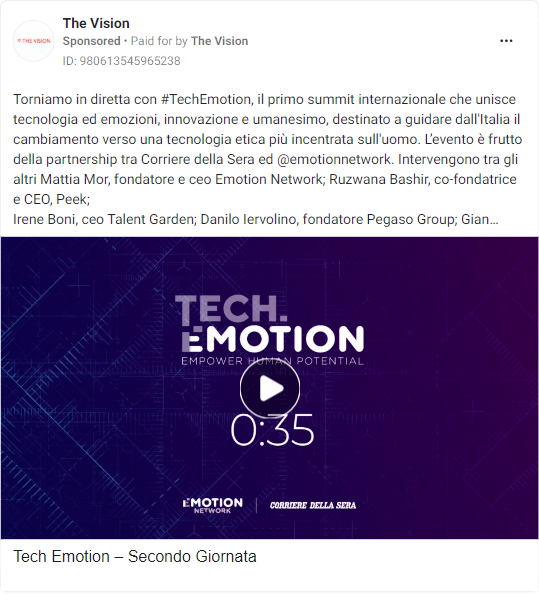 The Vision
Sponsored • Paid for by The Vision
ID: 980613545965238
THE VISION
Torniamo in diretta con #TechEmotion, il primo summit internazionale che unisce
tecnologia ed emozioni, innovazione e umanesimo, destinato a guidare dall'Italia il
cambiamento verso una tecnologia etica più incentrata sull'uomo. L'evento è frutto
della partnership tra Corriere della Sera ed @emotionnetwork. Intervengono tra gli
altri Mattia Mor, fondatore e ceo Emotion Network; Ruzwana Bashir, co-fondatrice
e CEO, Peek;
Irene Boni, ceo Talent Garden; Danilo Iervolino, fondatore Pegaso Group; Gian...
TECH.
EMOTION
EMPOWER HUMAN POTENTIAL
0:35
EMOTION
NETWORK
CORRIERE DELLA SERA
Tech Emotion – Secondo Giornata